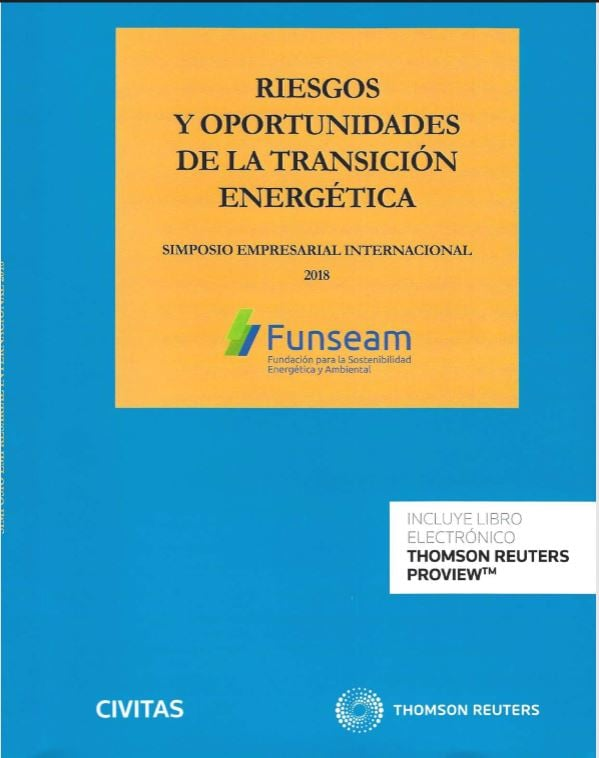 RIESGOS
Y OPORTUNIDADES
DE LA TRANSICIÓN
ENERGÉTICA
SIMPOSIO EMPRESARIAL INTERNACIONAL
2018
Funseam
Fundación para la Sostenibilidad
Energética y Ambiental
INCLUYE LIBRO
ELECTRÓNICO
THOMSON REUTERS
PROVIEW™
CIVITAS
THOMSON REUTERS